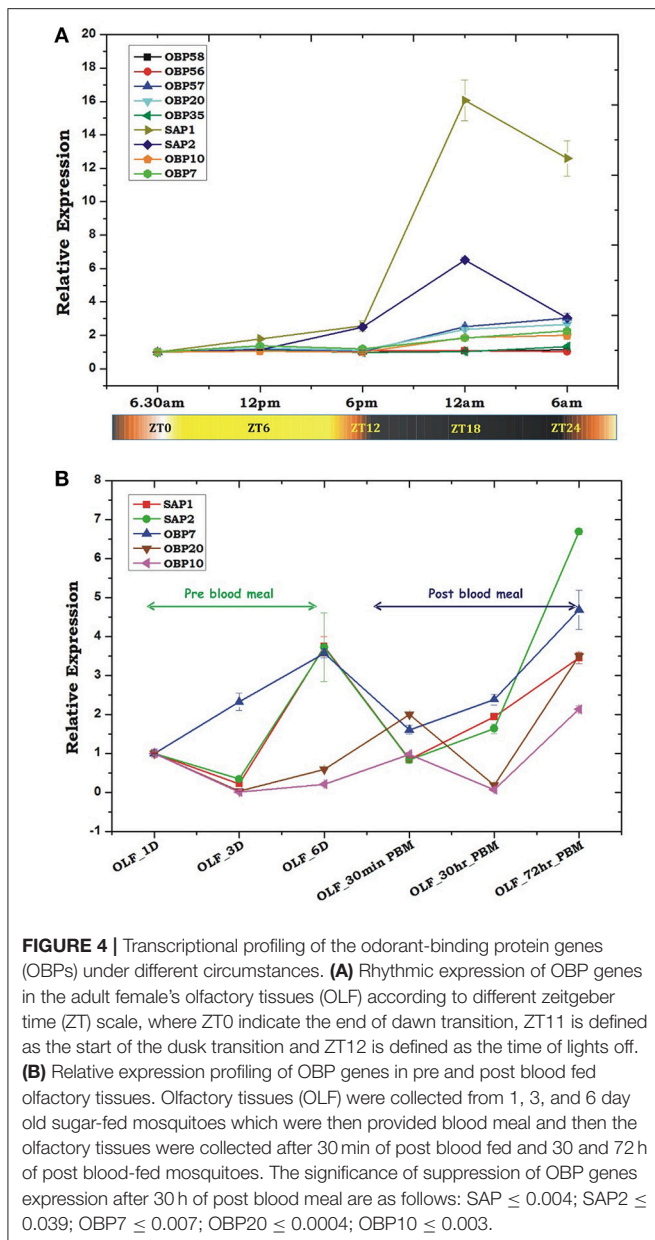 A
20
18
16
14
12
10
8
6
4
2
0
Relative Expression
OBP58
OBP56
OBP57
OBP20
OBP35
SAP1
SAP2
OBP10
OBP7
6.30am 12pm 6pm 12am 6am
ZT0 ZT6 ZT12 ZT18 ZT24
B
8
7
6
5
4
3
2
1
0
-1
Relative Expression
SAP1
SAP2
OBP7
OBP20
OBP10
Pre blood meal Post blood meal
OLF_1D OLF_3D OLF_6D OLF_30min PBM OLF_30hr_PBM OLF_72hr_PBM
FIGURE 4 | Transcriptional profiling of the odorant-binding protein genes
(OBPs) under different circumstances. (A) Rhythmic expression of OBP genes
in the adult female's olfactory tissues (OLF) according to different zeitgeber
time (ZT) scale, where ZT0 indicate the end of dawn transition, ZT11 is defined
as the start of the dusk transition and ZT12 is defined as the time of lights off.
(B) Relative expression profiling of OBP genes in pre and post blood fed
olfactory tissues. Olfactory tissues (OLF) were collected from 1, 3, and 6 day
old sugar-fed mosquitoes which were then provided blood meal and then the
olfactory tissues were collected after 30 min of post blood fed and 30 and 72 h
of post blood-fed mosquitoes. The significance of suppression of OBP genes
expression after 30 h of post blood meal are as follows: SAP ≤ 0.004; SAP2 ≤
0.039; OBP7 ≤ 0.007; OBP20 ≤ 0.0004; OBP10 ≤ 0.003.